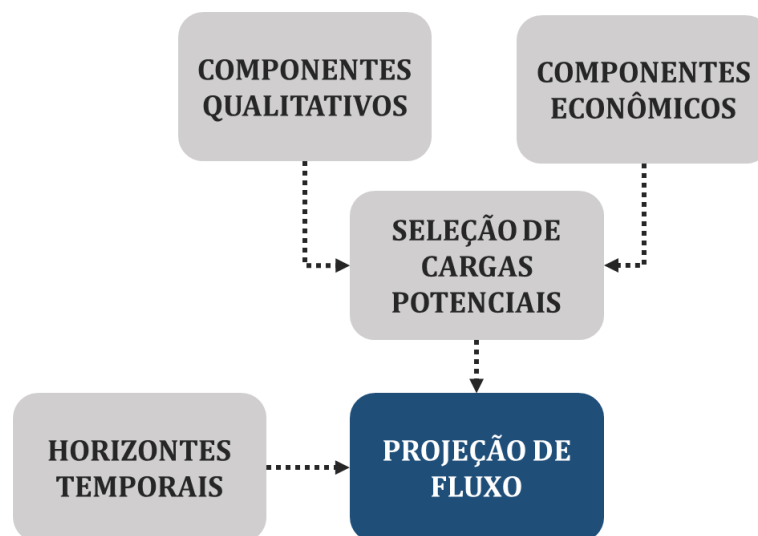 COMPONENTES
QUALITATIVOS
COMPONENTES
ECONÔMICOS
SELEÇÃO DE
CARGAS
POTENCIAIS
HORIZONTES
TEMPORAIS
PROJEÇÃO DE
FLUXO